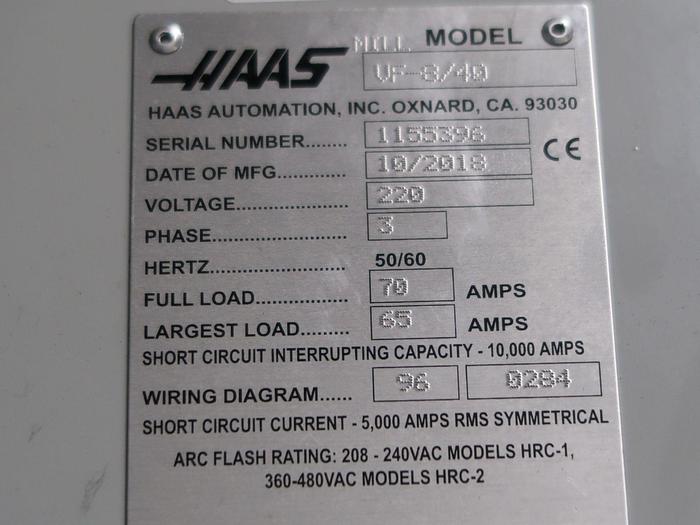 MILL MODEL
HAAS VF-8/40
HAAS AUTOMATION, INC. OXNARD, CA. 93030
SERIAL NUMBER........ 1155396
DATE OF MFG............. 10/2018 CE
VOLTAGE..................... 220
PHASE......................... 3
HERTZ......................... 50/60
FULL LOAD.................. 70 AMPS
LARGEST LOAD.......... 65 AMPS
SHORT CIRCUIT INTERRUPTING CAPACITY - 10,000 AMPS
WIRING DIAGRAM...... 96 0284
SHORT CIRCUIT CURRENT - 5,000 AMPS RMS SYMMETRICAL
ARC FLASH RATING: 208 - 240VAC MODELS HRC-1,
360-480VAC MODELS HRC-2